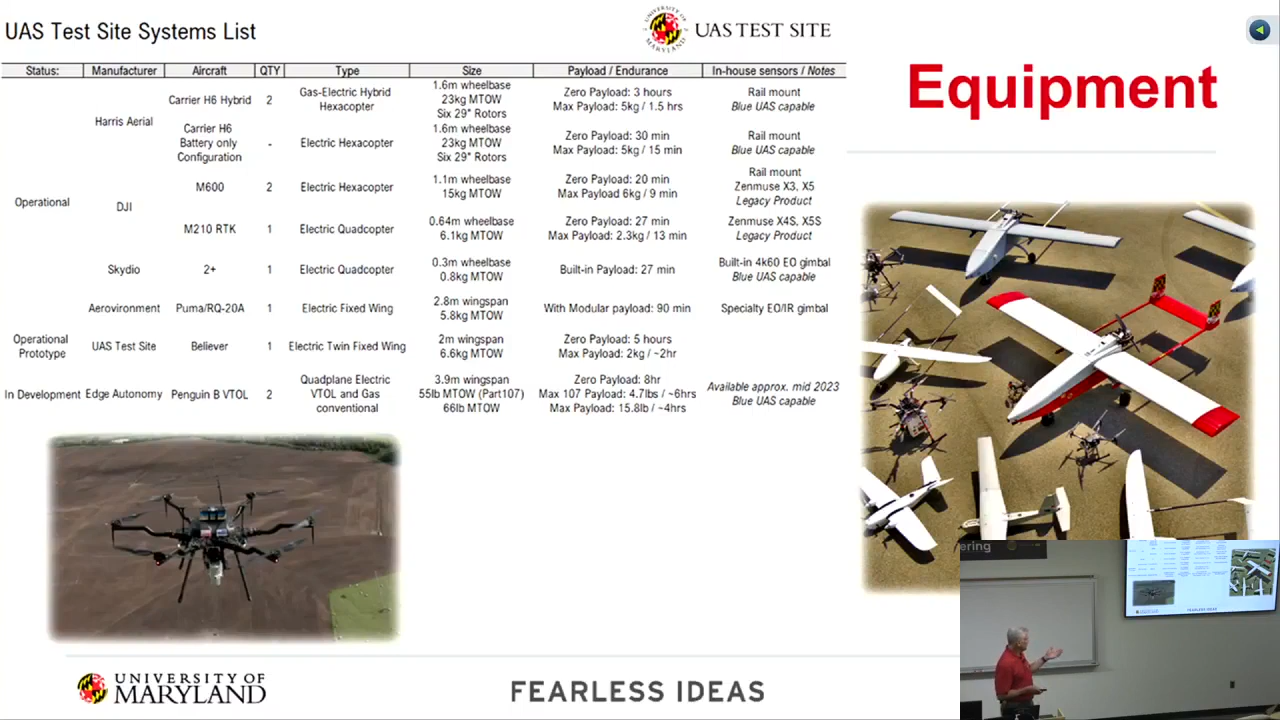 UAS Test Site Systems List
UNIVERSITY OF MARYLAND
UAS TEST SITE
Equipment
Status: Manufacturer Aircraft QTY Type Size Payload / Endurance In-house sensors / Notes
Operational
Harris Aerial
Carrier H6 Hybrid
2
Gas-Electric Hybrid
Hexacopter
1.6m wheelbase
23kg MTOW
Six 29" Rotors
Zero Payload: 3 hours
Max Payload: 5kg / 1.5 hrs
Rail mount
Blue UAS capable
Carrier H6
Battery only
Configuration
-
Electric Hexacopter
1.6m wheelbase
23kg MTOW
Six 29" Rotors
Zero Payload: 30 min
Max Payload: 5kg / 15 min
Rail mount
Blue UAS capable
DJI
M600
2
Electric Hexacopter
1.1m wheelbase
15kg MTOW
Zero Payload: 20 min
Max Payload 6kg / 9 min
Rail mount
Zenmuse X3, X5
Legacy Product
M210 RTK
1
Electric Quadcopter
0.64m wheelbase
6.1kg MTOW
Zero Payload: 27 min
Max Payload: 2.3kg / 13 min
Zenmuse X4S, X5S
Legacy Product
Skydio
2+
1
Electric Quadcopter
0.3m wheelbase
0.8kg MTOW
Built-in Payload: 27 min
Built-in 4k60 EO gimbal
Blue UAS capable
Aerovironment
Puma/RQ-20A
1
Electric Fixed Wing
2.8m wingspan
5.8kg MTOW
With Modular payload: 90 min
Specialty EO/IR gimbal
Operational
Prototype
UAS Test Site
Believer
1
Electric Twin Fixed Wing
2m wingspan
6.6kg MTOW
Zero Payload: 5 hours
Max Payload: 2kg / ~2hr
In Development
Edge Autonomy
Penguin B VTOL
2
Quadplane Electric
VTOL and Gas
conventional
3.9m wingspan
55lb MTOW (Part107)
66lb MTOW
Zero Payload: 8hr
Max 107 Payload: 4.7lbs / ~6hrs
Max Payload: 15.8lb / ~4hrs
Available approx. mid 2023
Blue UAS capable
ering
FEARLESS IDEAS
UNIVERSITY OF
MARYLAND
FEARLESS IDEAS